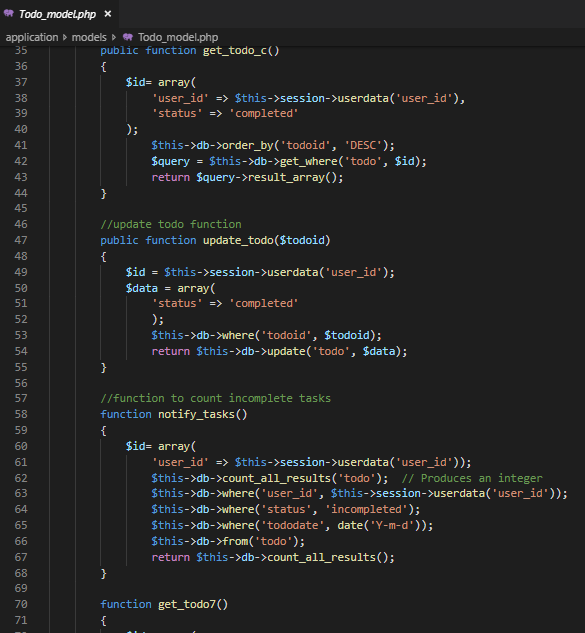 Todo_model.php ×
application > models > Todo_model.php
35 public function get_todo_c()
36 {
37 $id= array(
38 'user_id' => $this->session->userdata('user_id'),
39 'status' => 'completed'
40 );
41 $this->db->order_by('todoid', 'DESC');
42 $query = $this->db->get_where('todo', $id);
43 return $query->result_array();
44 }
45
46 //update todo function
47 public function update_todo($todoid)
48 {
49 $id = $this->session->userdata('user_id');
50 $data = array(
51 'status' => 'completed'
52 );
53 $this->db->where('todoid', $todoid);
54 return $this->db->update('todo', $data);
55 }
56
57 //function to count incomplete tasks
58 function notify_tasks()
59 {
60 $id= array(
61 'user_id' => $this->session->userdata('user_id'));
62 $this->db->count_all_results('todo');  // Produces an integer
63 $this->db->where('user_id', $this->session->userdata('user_id'));
64 $this->db->where('status', 'incompleted');
65 $this->db->where('tododate', date('Y-m-d'));
66 $this->db->from('todo');
67 return $this->db->count_all_results();
68 }
69
70 function get_todo7()
71 {